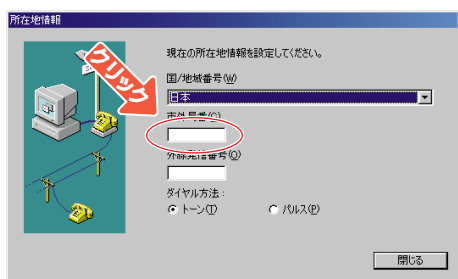 所在地情報
現在の所在地情報を設定してください。
国/地域番号(W)
日本
市外局番(C)
外線発信番号(O)
ダイヤル方法:
トーン(T) パルス(P)
閉じる
クリック